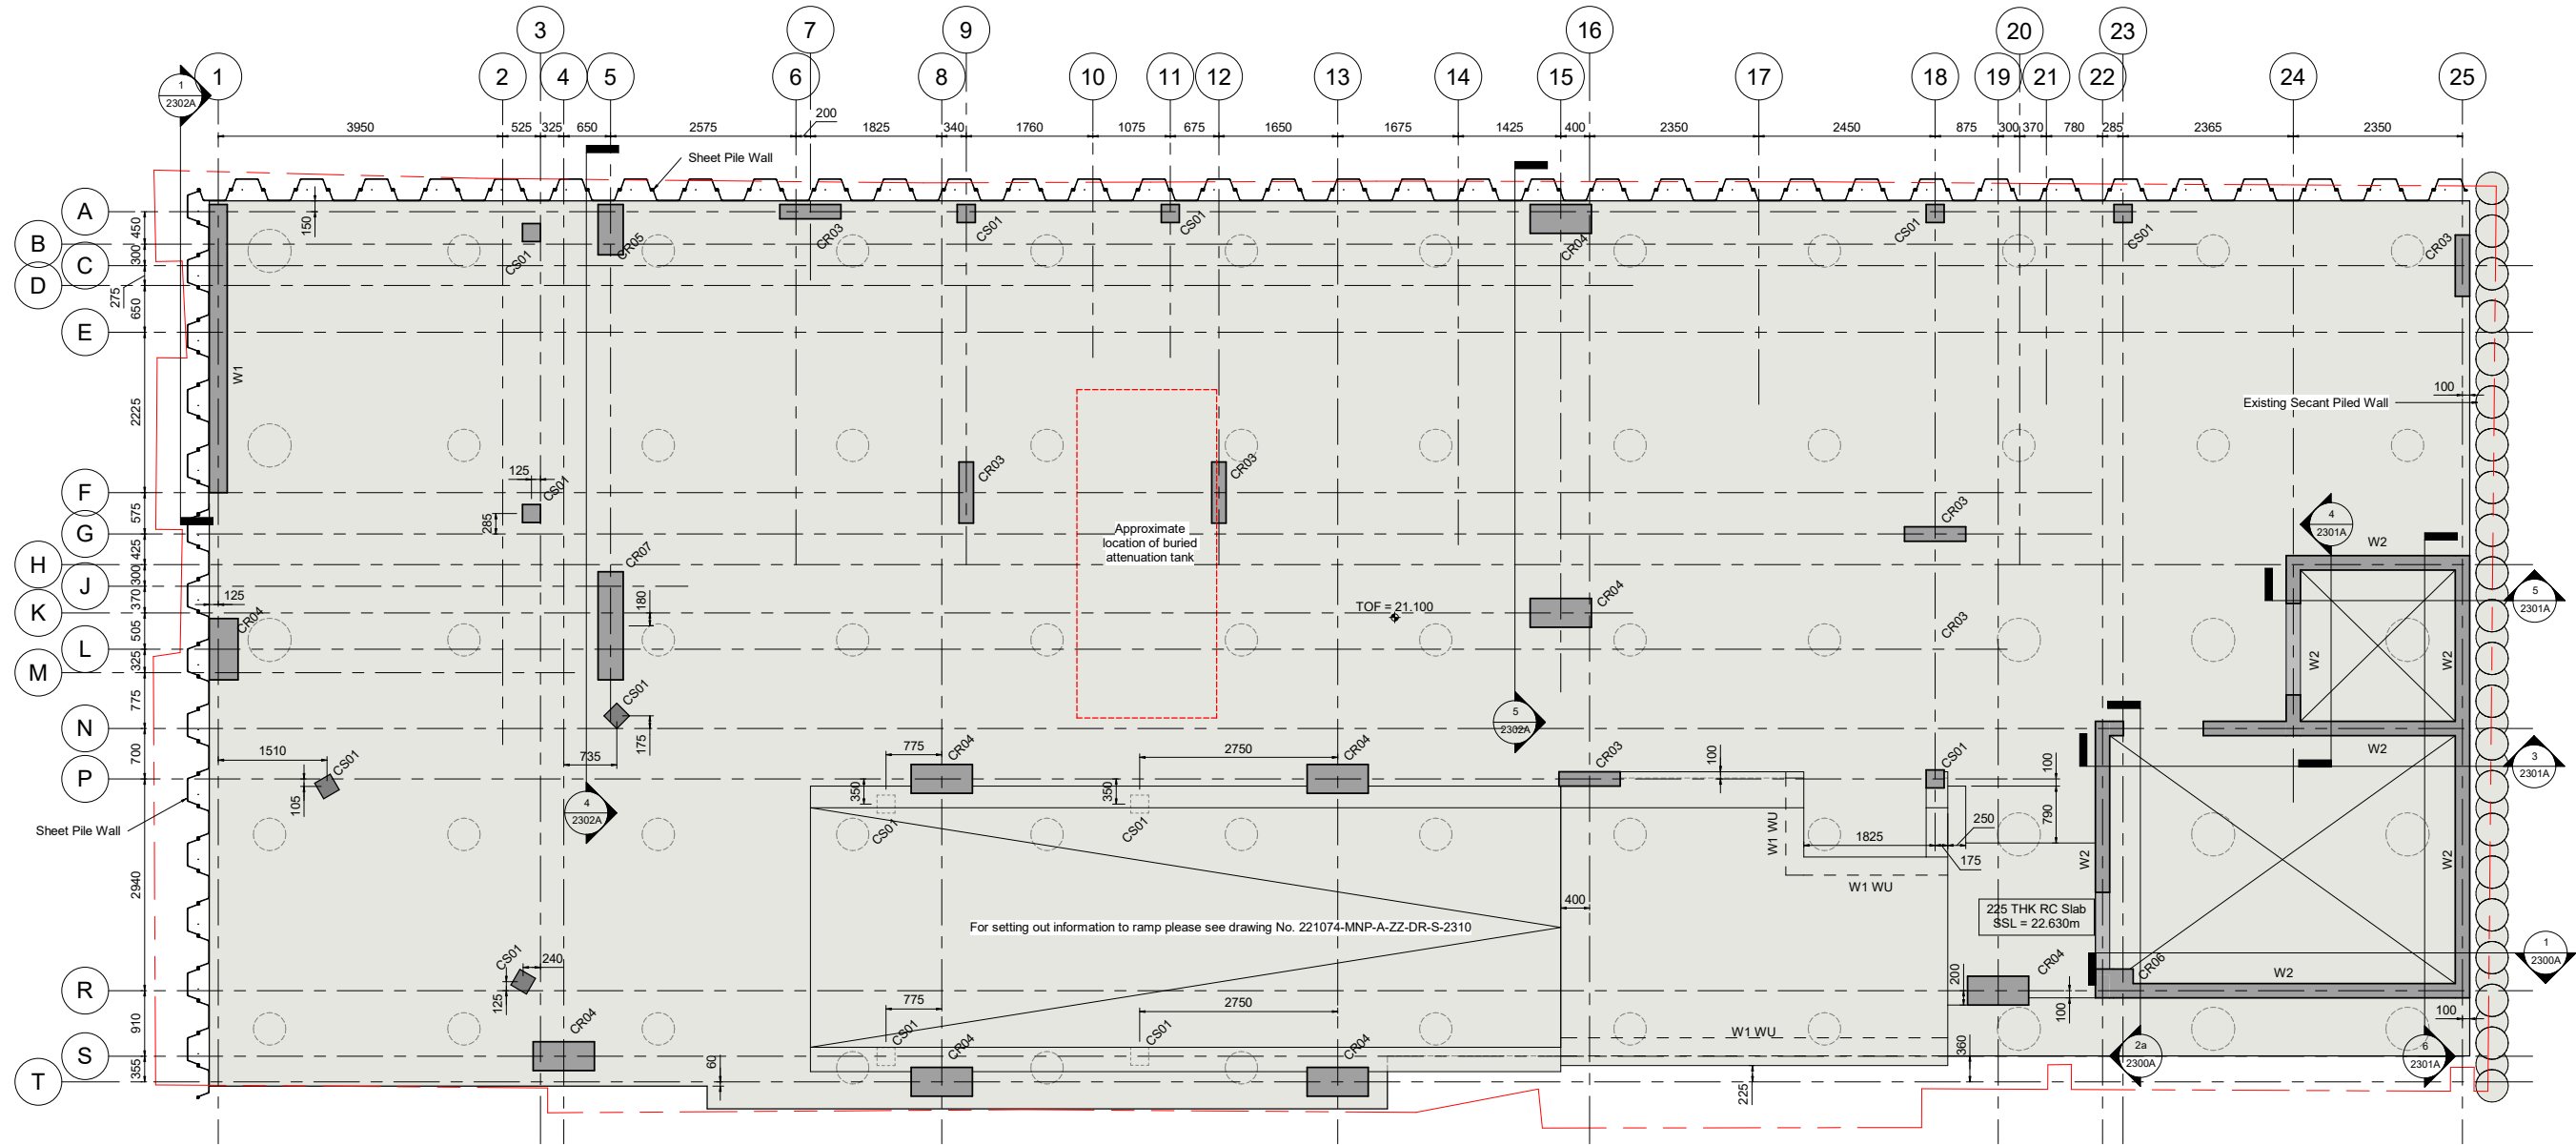 3
7
9
16
20
23
1
2
4
5
6
8
10
11
12
13
14
15
17
18
19
21
22
24
25
1
2302A
3950
525
325
650
2575
200
1825
340
1760
1075
675
1650
1675
1425
400
2350
2450
875
300
370
780
285
2365
2350
Sheet Pile Wall
A
B
C
D
E
F
G
H
J
K
L
M
N
P
R
S
T
450
300
275
650
2225
575
425
300
370
505
325
775
700
2940
910
355
150
CS01
CR05
CR03
CS01
CS01
CR04
CS01
CS01
CR03
W1
100
Existing Secant Piled Wall
125
CS01
285
CR03
CR03
CR03
Approximate
location of buried
attenuation tank
4
2301A
W2
CR07
180
125
CR04
TOF = 21.100
CR04
CR03
5
2301A
W2
W2
CS01
175
735
5
2302A
1510
CS01
105
775
CR04
2750
CR04
CR03
100
CS01
100
W2
3
2301A
350
350
CS01
CS01
4
2302A
Sheet Pile Wall
W1 WU
1825
250
790
175
W1 WU
W2
W2
400
For setting out information to ramp please see drawing No. 221074-MNP-A-ZZ-DR-S-2310
225 THK RC Slab
SSL = 22.630m
CS01
240
125
CR04
775
CS01
CR04
2750
CS01
CR04
60
W1 WU
200
CR04
100
CR06
W2
1
2300A
100
360
225
2a
2300A
6
2301A